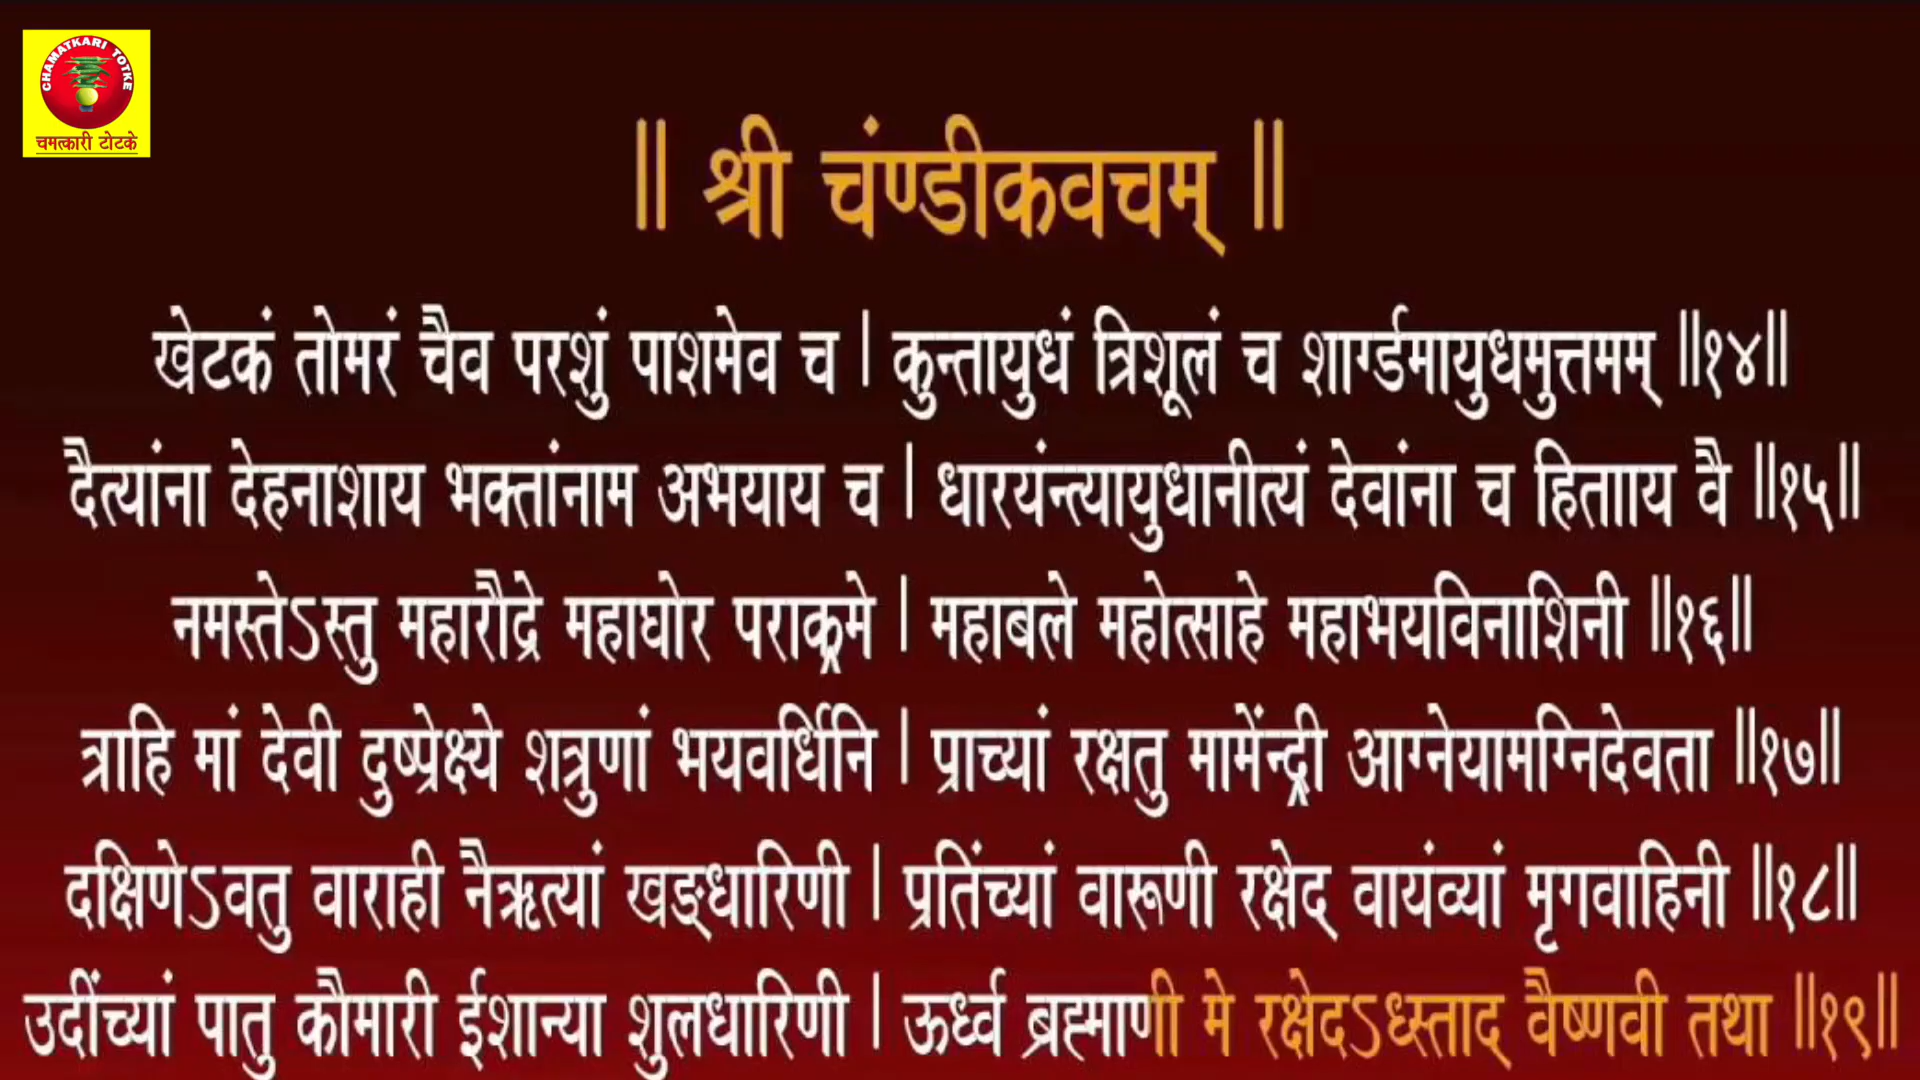 CHAMATKARI TOTKE
चमत्कारी टोटके
॥ श्री चंण्डीकवचम् ॥
खेटकं तोमरं चैव परशुं पाशमेव च । कुन्तायुधं त्रिशूलं च शार्ग्डमायुधमुत्तमम् ॥१४॥
दैत्यांना देहनाशाय भक्तांनाम अभयाय च । धारयंन्त्यायुधानीत्यं देवांना च हितााय वै ॥१५॥
नमस्तेऽस्तु महारौद्रे महाघोर पराक्रमे । महाबले महोत्साहे महाभयविनाशिनी ॥१६॥
त्राहि मां देवी दुष्प्रेक्ष्ये शत्रुणां भयवर्धिनि । प्राच्यां रक्षतु मामेंन्द्री आग्नेयामग्निदेवता ॥१७॥
दक्षिणेऽवतु वाराही नैऋत्यां खङ्धारिणी । प्रतिंच्यां वारूणी रक्षेद् वायंव्यां मृगवाहिनी ॥१८॥
उदींच्यां पातु कौमारी ईशान्या शुलधारिणी । ऊर्ध्व ब्रह्माणी मे रक्षेदऽध्स्ताद् वैष्णवी तथा ॥१९॥